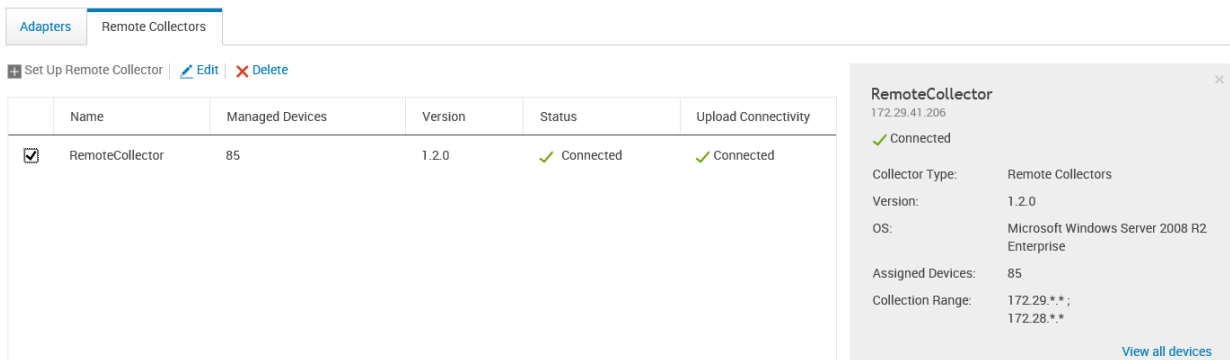 Adapters Remote Collectors
Set Up Remote Collector Edit Delete
Name Managed Devices Version Status Upload Connectivity
RemoteCollector 85 1.2.0 Connected Connected
RemoteCollector
172.29.41.206
Connected
Collector Type: Remote Collectors
Version: 1.2.0
OS: Microsoft Windows Server 2008 R2
Enterprise
Assigned Devices: 85
Collection Range: 172.29.*.* ;
172.28.*.*
View all devices